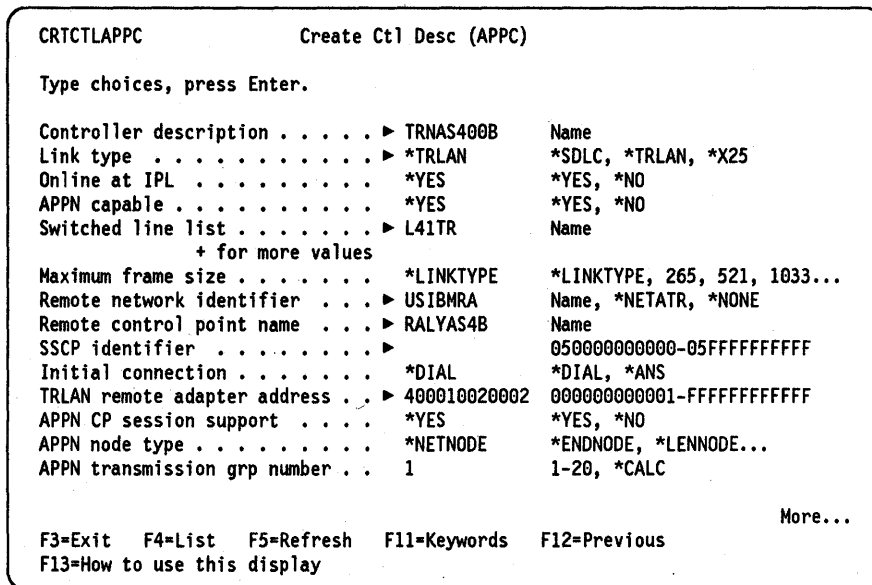 CRTCTLAPPC Create Ctl Desc (APPC)
Type choices, press Enter.
Controller description . . . . . ► TRNAS400B Name
Link type . . . . . . . . . . . ► *TRLAN *SDLC, *TRLAN, *X25
Online at IPL . . . . . . . . . *YES *YES, *NO
APPN capable . . . . . . . . . . *YES *YES, *NO
Switched line list . . . . . . . ► L41TR Name
+ for more values
Maximum frame size . . . . . . . *LINKTYPE *LINKTYPE, 265, 521, 1033...
Remote network identifier . . . ► USIBMRA Name, *NETATR, *NONE
Remote control point name . . . ► RALYAS4B Name
SSCP identifier . . . . . . . . ► 050000000000-05FFFFFFFFFF
Initial connection . . . . . . . *DIAL *DIAL, *ANS
TRLAN remote adapter address . . ► 400010020002 000000000001-FFFFFFFFFFFF
APPN CP session support . . . . *YES *YES, *NO
APPN node type . . . . . . . . . *NETNODE *ENDNODE, *LENNODE...
APPN transmission grp number . . 1 1-20, *CALC
More...
F3=Exit F4=List F5=Refresh F11=Keywords F12=Previous
F13=How to use this display